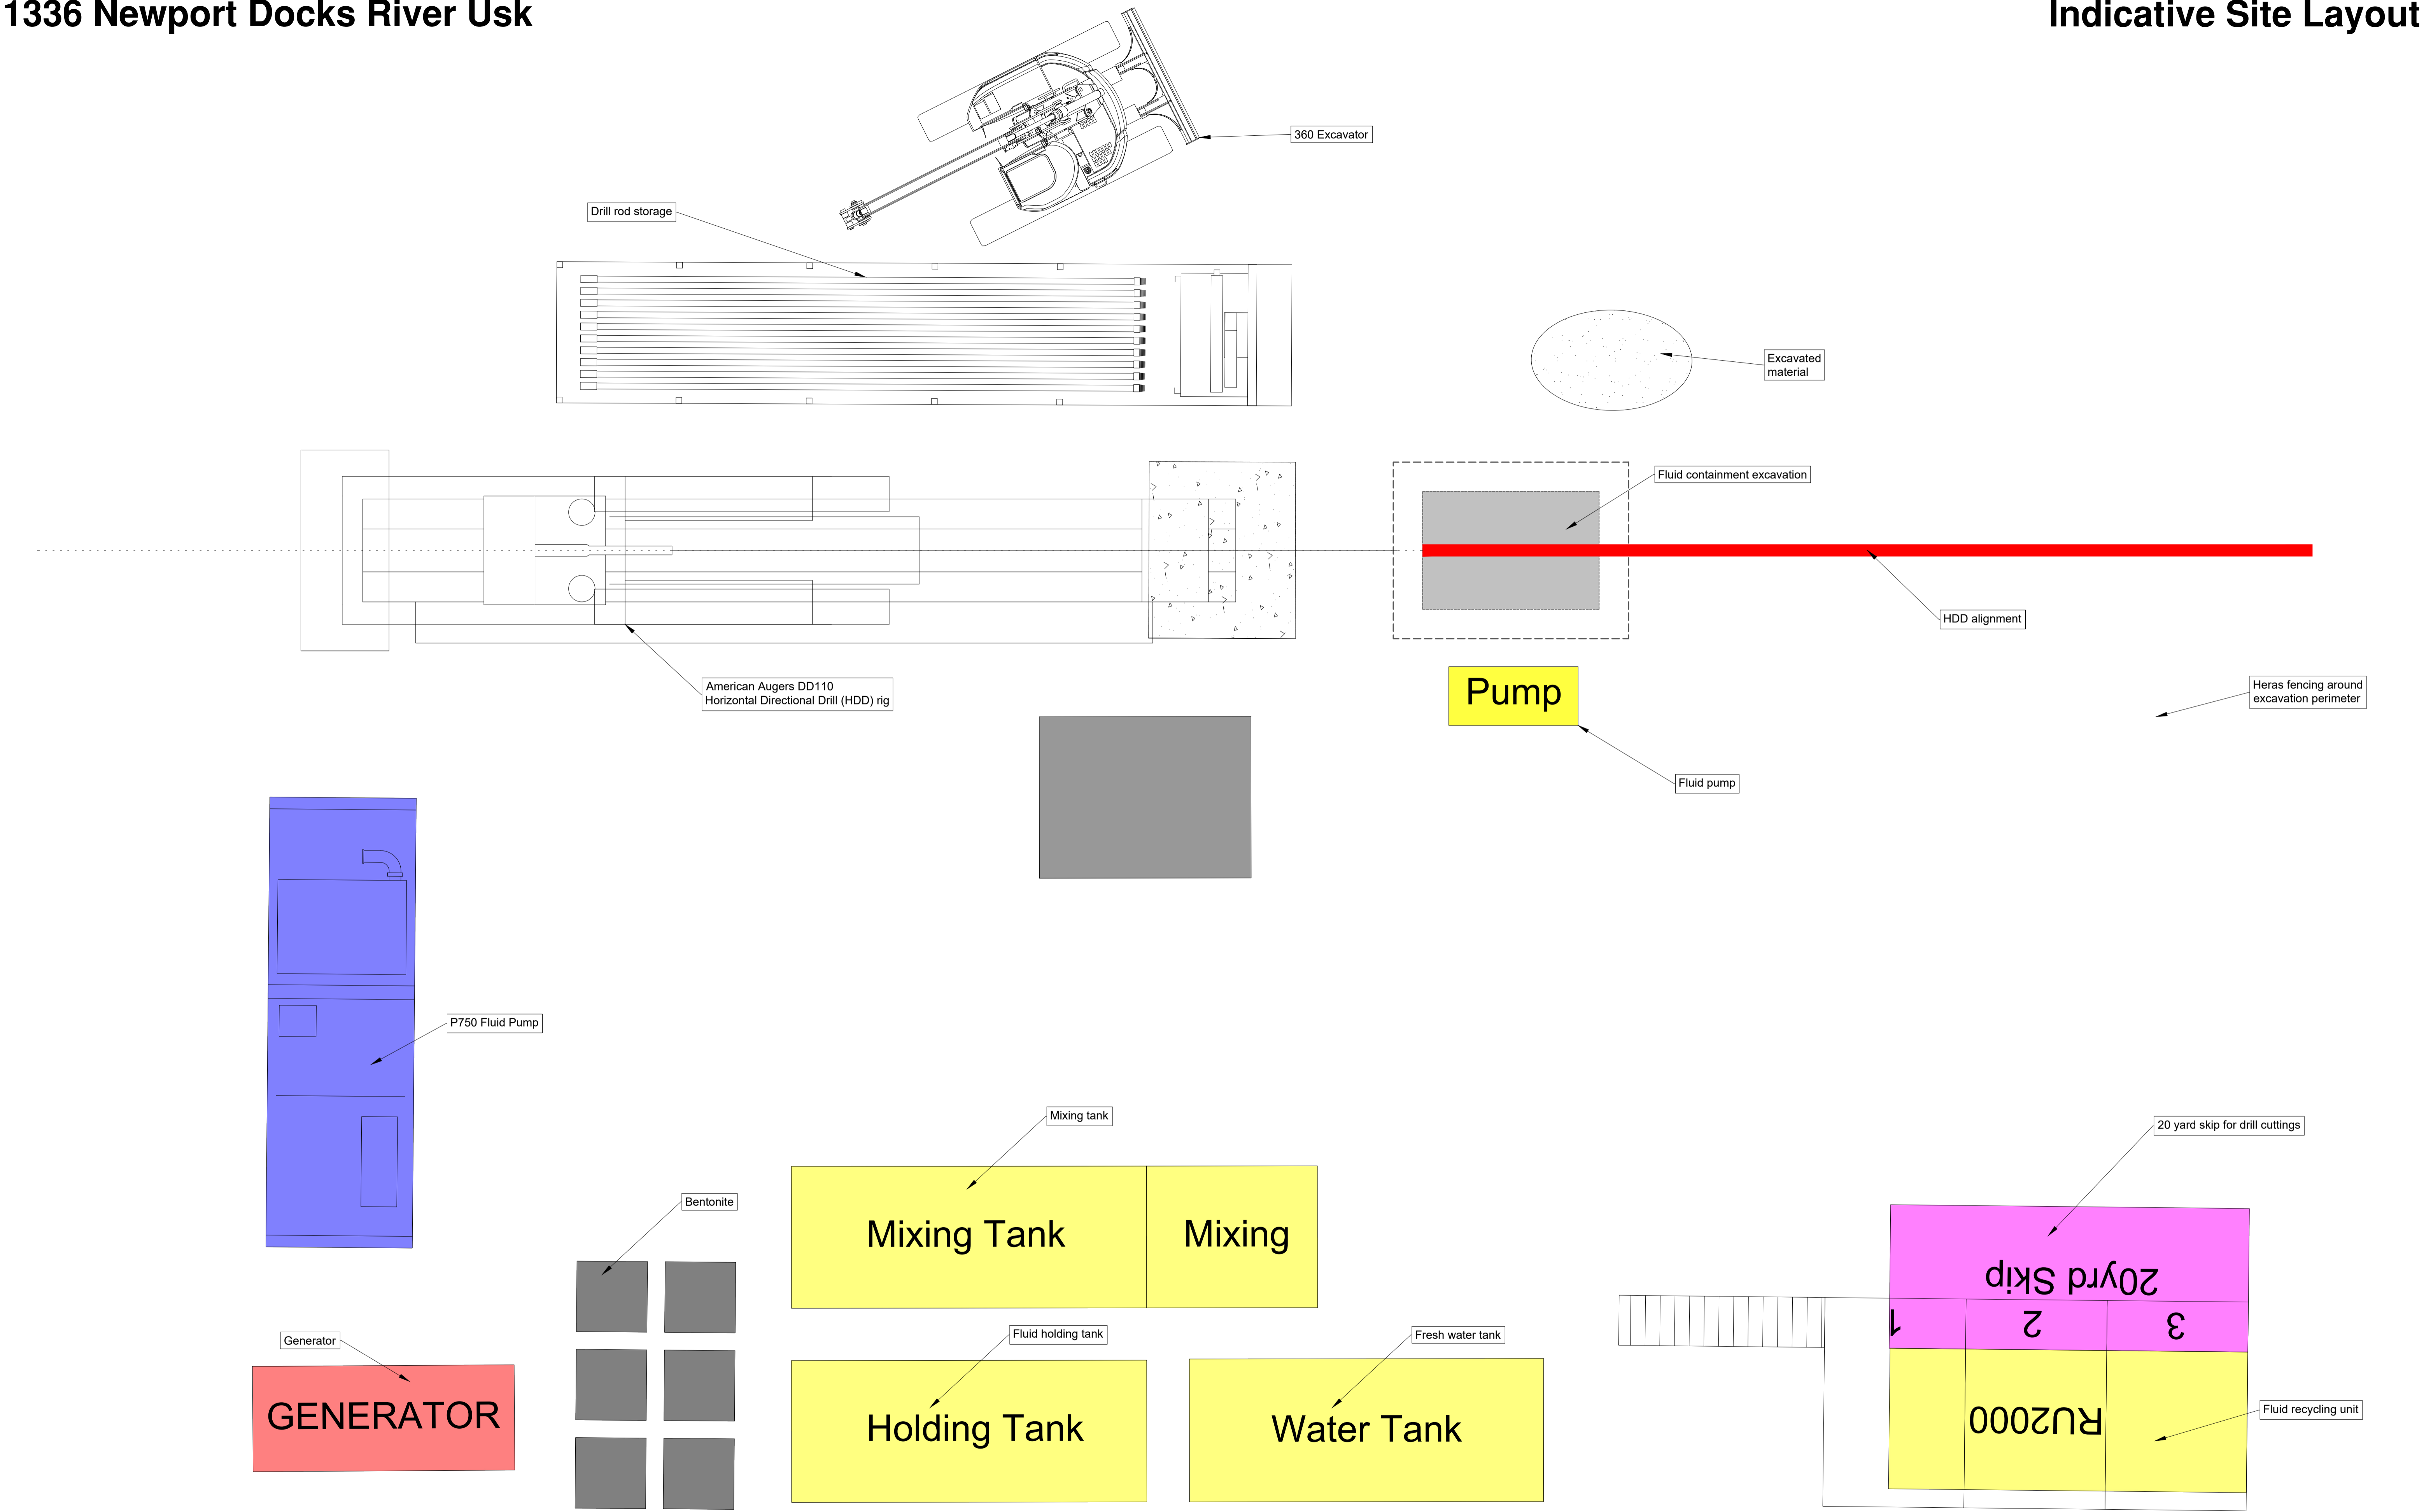 1336 Newport Docks River Usk
Indicative Site Layout
360 Excavator
Drill rod storage
Excavated
material
Fluid containment excavation
HDD alignment
American Augers DD110
Horizontal Directional Drill (HDD) rig
Pump
Heras fencing around
excavation perimeter
Fluid pump
P750 Fluid Pump
Mixing tank
20 yard skip for drill cuttings
Bentonite
Mixing Tank
Mixing
20yrd Skip
1
2
3
Generator
Fluid holding tank
Fresh water tank
GENERATOR
Holding Tank
Water Tank
RU2000
Fluid recycling unit